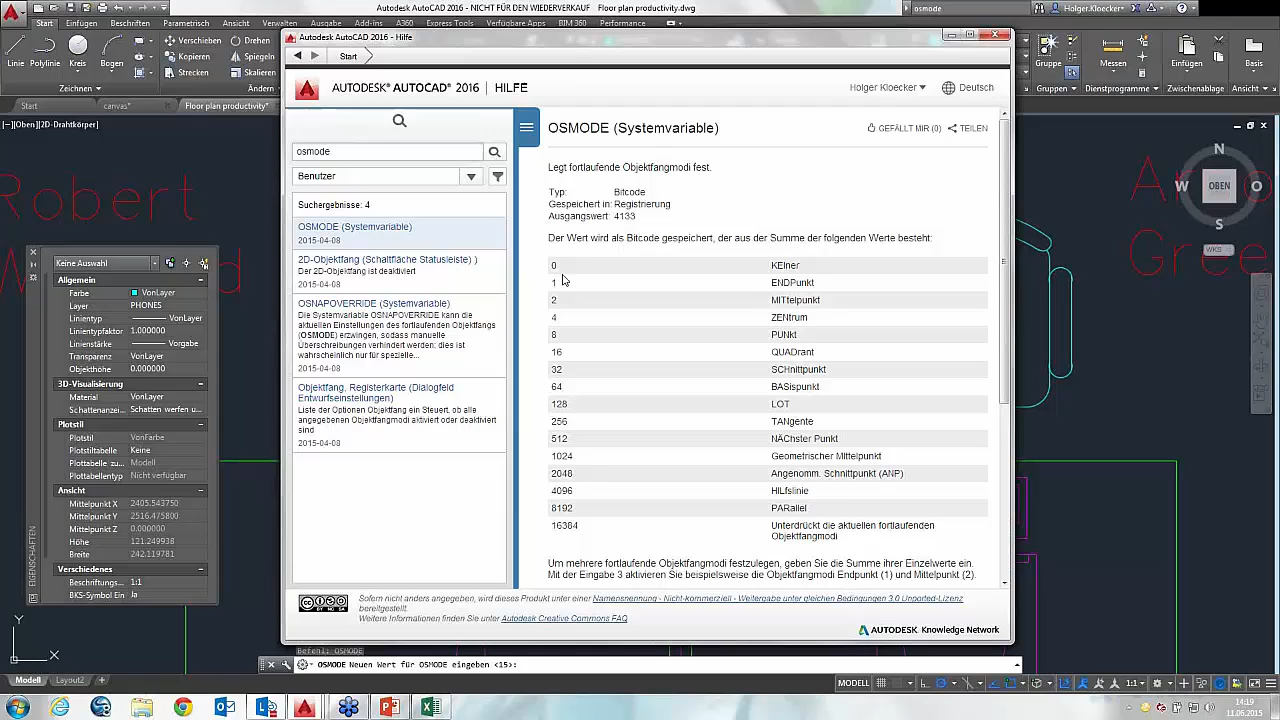 Autodesk AutoCAD 2016 - NICHT FÜR DEN WIEDERVERKAUF Floor plan productivity.dwg
osmode
Holger.Kloecker...
Start Einfügen Beschriften Parametrisch Ansicht Verwalten Ausgabe Add-ins A360 Express Tools Verfügbare Apps BIM 360 Performance
Linie Polylinie Kreis Bogen
Verschieben Drehen
Kopieren Spiegeln
Strecken Skalieren
Zeichnen Ändern
Gruppe Messen Einfügen Basis
Gruppen Dienstprogramme Zwischenablage Ansicht
Start canvas* Floor plan productivity*
[−][Oben][2D-Drahtkörper]
Robert
Gree
N
W OBEN O
S
WKS
Keine Auswahl
Allgemein
Farbe VonLayer
Layer PHONES
Linientyp VonLayer
Linientypfaktor 1.000000
Linienstärke Vorgabe
Transparenz VonLayer
Objekthöhe 0.000000
3D-Visualisierung
Material VonLayer
Schattenanzei... Schatten werfen u...
Plotstil
Plotstil VonFarbe
Plotstiltabelle Keine
Plottabelle zu... Modell
Plottabellentyp Nicht verfügbar
Ansicht
Mittelpunkt X 2405.543750
Mittelpunkt Y 2516.475800
Mittelpunkt Z 0.000000
Höhe 121.249938
Breite 242.119781
Verschiedenes
Beschriftungs... 1:1
BKS-Symbol Ein Ja
EIGENSCHAFTEN
Autodesk AutoCAD 2016 - Hilfe
Start
AUTODESK® AUTOCAD® 2016 | HILFE
Holger Kloecker Deutsch
osmode
Benutzer
Suchergebnisse: 4
OSMODE (Systemvariable)
2015-04-08
2D-Objektfang (Schaltfläche Statusleiste) )
Der 2D-Objektfang ist deaktiviert
2015-04-08
OSNAPOVERRIDE (Systemvariable)
Die Systemvariable OSNAPOVERRIDE kann die
aktuellen Einstellungen des fortlaufenden Objektfangs
(OSMODE) erzwingen, sodass manuelle
Überschreibungen verhindert werden: dies ist
wahrscheinlich nur für spezielle...
2015-04-08
Objektfang, Registerkarte (Dialogfeld
Entwurfseinstellungen)
Liste der Optionen Objektfang ein Steuert, ob alle
angegebenen Objektfangmodi aktiviert oder deaktiviert
sind
2015-04-08
OSMODE (Systemvariable)
GEFÄLLT MIR (0) TEILEN
Legt fortlaufende Objektfangmodi fest.
Typ: Bitcode
Gespeichert in: Registrierung
Ausgangswert: 4133
Der Wert wird als Bitcode gespeichert, der aus der Summe der folgenden Werte besteht:
0 KEIner
1 ENDPunkt
2 MITtelpunkt
4 ZENtrum
8 PUNkt
16 QUADrant
32 SCHnittpunkt
64 BASispunkt
128 LOT
256 TANgente
512 NÄChster Punkt
1024 Geometrischer MIttelpunkt
2048 Angenomm. Schnittpunkt (ANP)
4096 HILfslinie
8192 PARallel
16384 Unterdrückt die aktuellen fortlaufenden
Objektfangmodi
Um mehrere fortlaufende Objektfangmodi festzulegen, geben Sie die Summe ihrer Einzelwerte ein.
Mit der Eingabe 3 aktivieren Sie beispielsweise die Objektfangmodi Endpunkt (1) und Mittelpunkt (2).
Sofern nicht anders angegeben, wird dieses Produkt unter einer Namensnennung - Nicht-kommerziell - Weitergabe unter gleichen Bedingungen 3.0 Unported-Lizenz
bereitgestellt.
Weitere Informationen finden Sie unter Autodesk Creative Commons FAQ
AUTODESK. Knowledge Network
Befehl: OSMODE
OSMODE Neuen Wert für OSMODE eingeben <15>:
Y
X
Modell Layout2 +
MODELL 1:1
14:19
11.06.2015